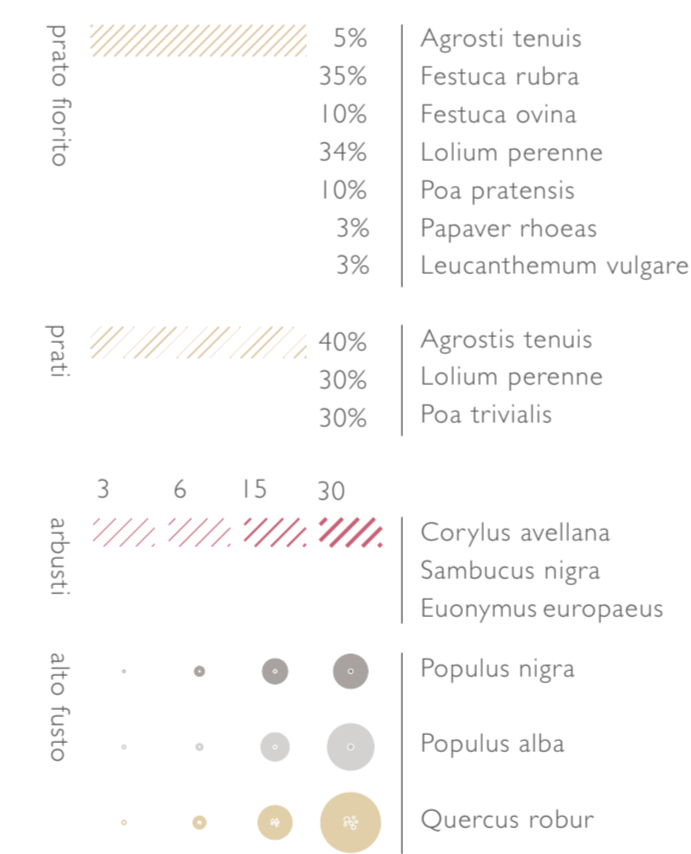 prato fiorito
5% Agrosti tenuis
35% Festuca rubra
10% Festuca ovina
34% Lolium perenne
10% Poa pratensis
3% Papaver rhoeas
3% Leucanthemum vulgare
prati
40% Agrostis tenuis
30% Lolium perenne
30% Poa trivialis
3 6 15 30
arbusti
Corylus avellana
Sambucus nigra
Euonymus europaeus
alto fusto
Populus nigra
Populus alba
Quercus robur